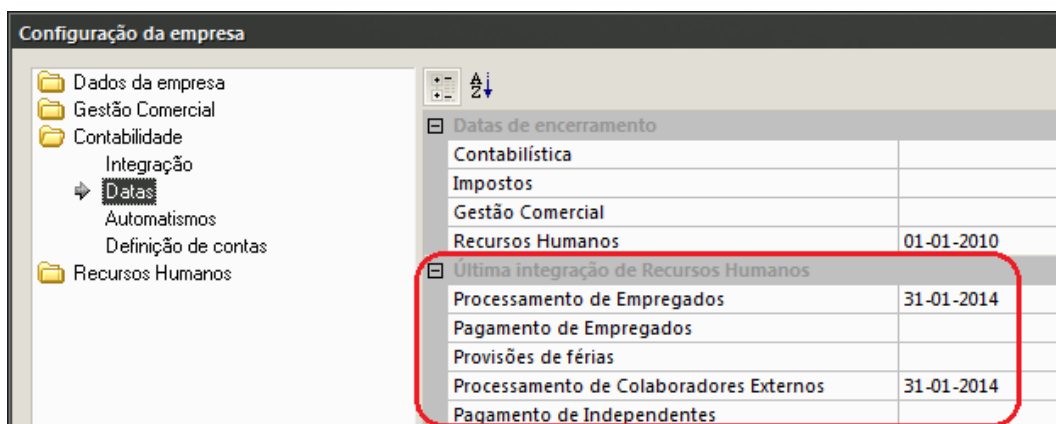 Configuração da empresa
Dados da empresa
Gestão Comercial
Contabilidade
Integração
Datas
Automatismos
Definição de contas
Recursos Humanos
Datas de encerramento
Contabilística
Impostos
Gestão Comercial
Recursos Humanos 01-01-2010
Última integração de Recursos Humanos
Processamento de Empregados 31-01-2014
Pagamento de Empregados
Provisões de férias
Processamento de Colaboradores Externos 31-01-2014
Pagamento de Independentes